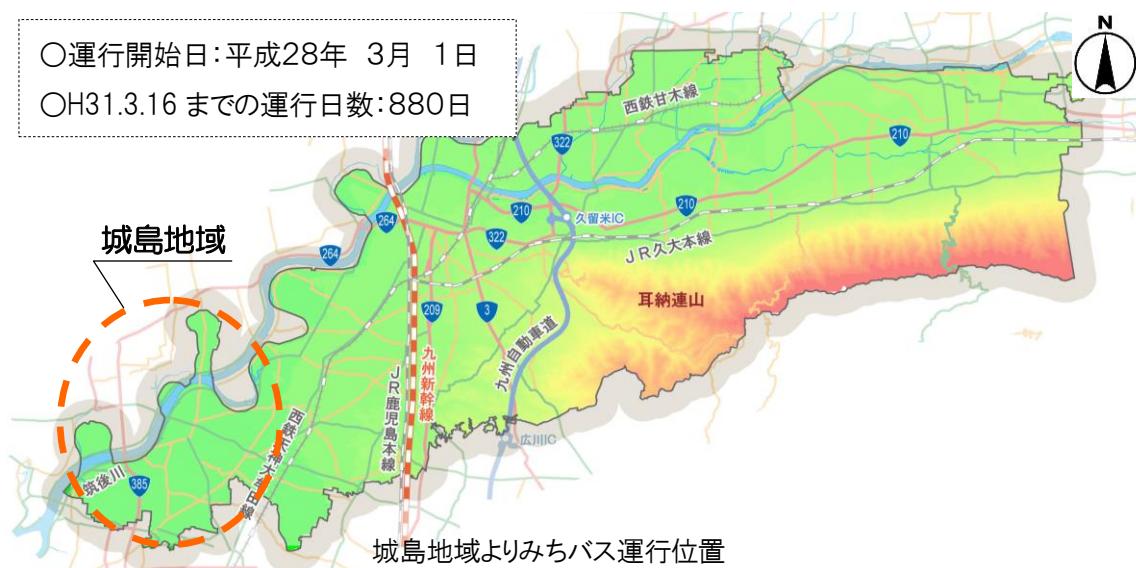 ○運行開始日:平成28年 3月 1日
○H31.3.16 までの運行日数:880日
N
西鉄甘木線
322
210
210
210
久留米IC
322
264
264
城島地域
JR久大本線
耳納連山
209
3
九州自動車道
九州新幹線
JR鹿児島本線
西鉄天神大牟田線
広川IC
筑後川
385
城島地域よりみちバス運行位置